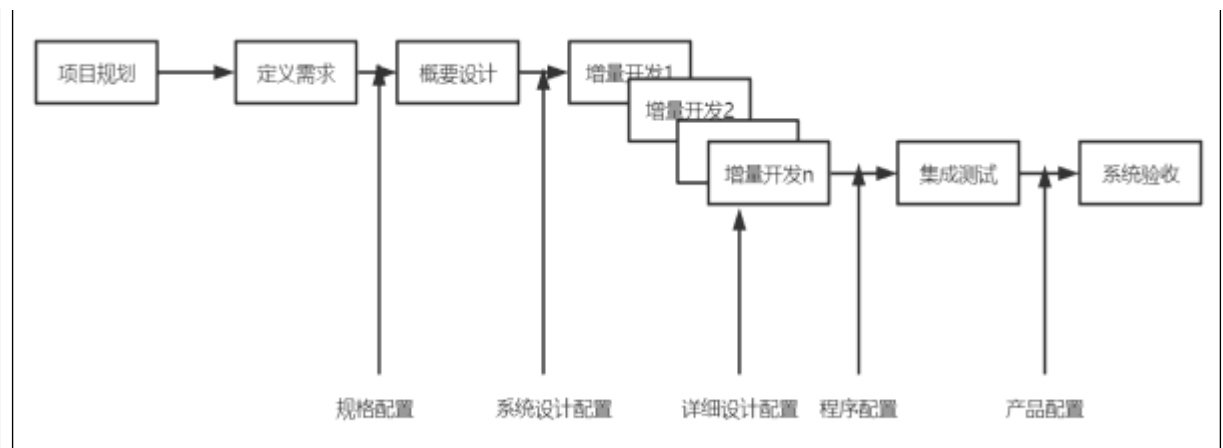 项目规划
定义需求
概要设计
增量开发1
增量开发2
增量开发n
集成测试
系统验收
规格配置
系统设计配置
详细设计配置
程序配置
产品配置